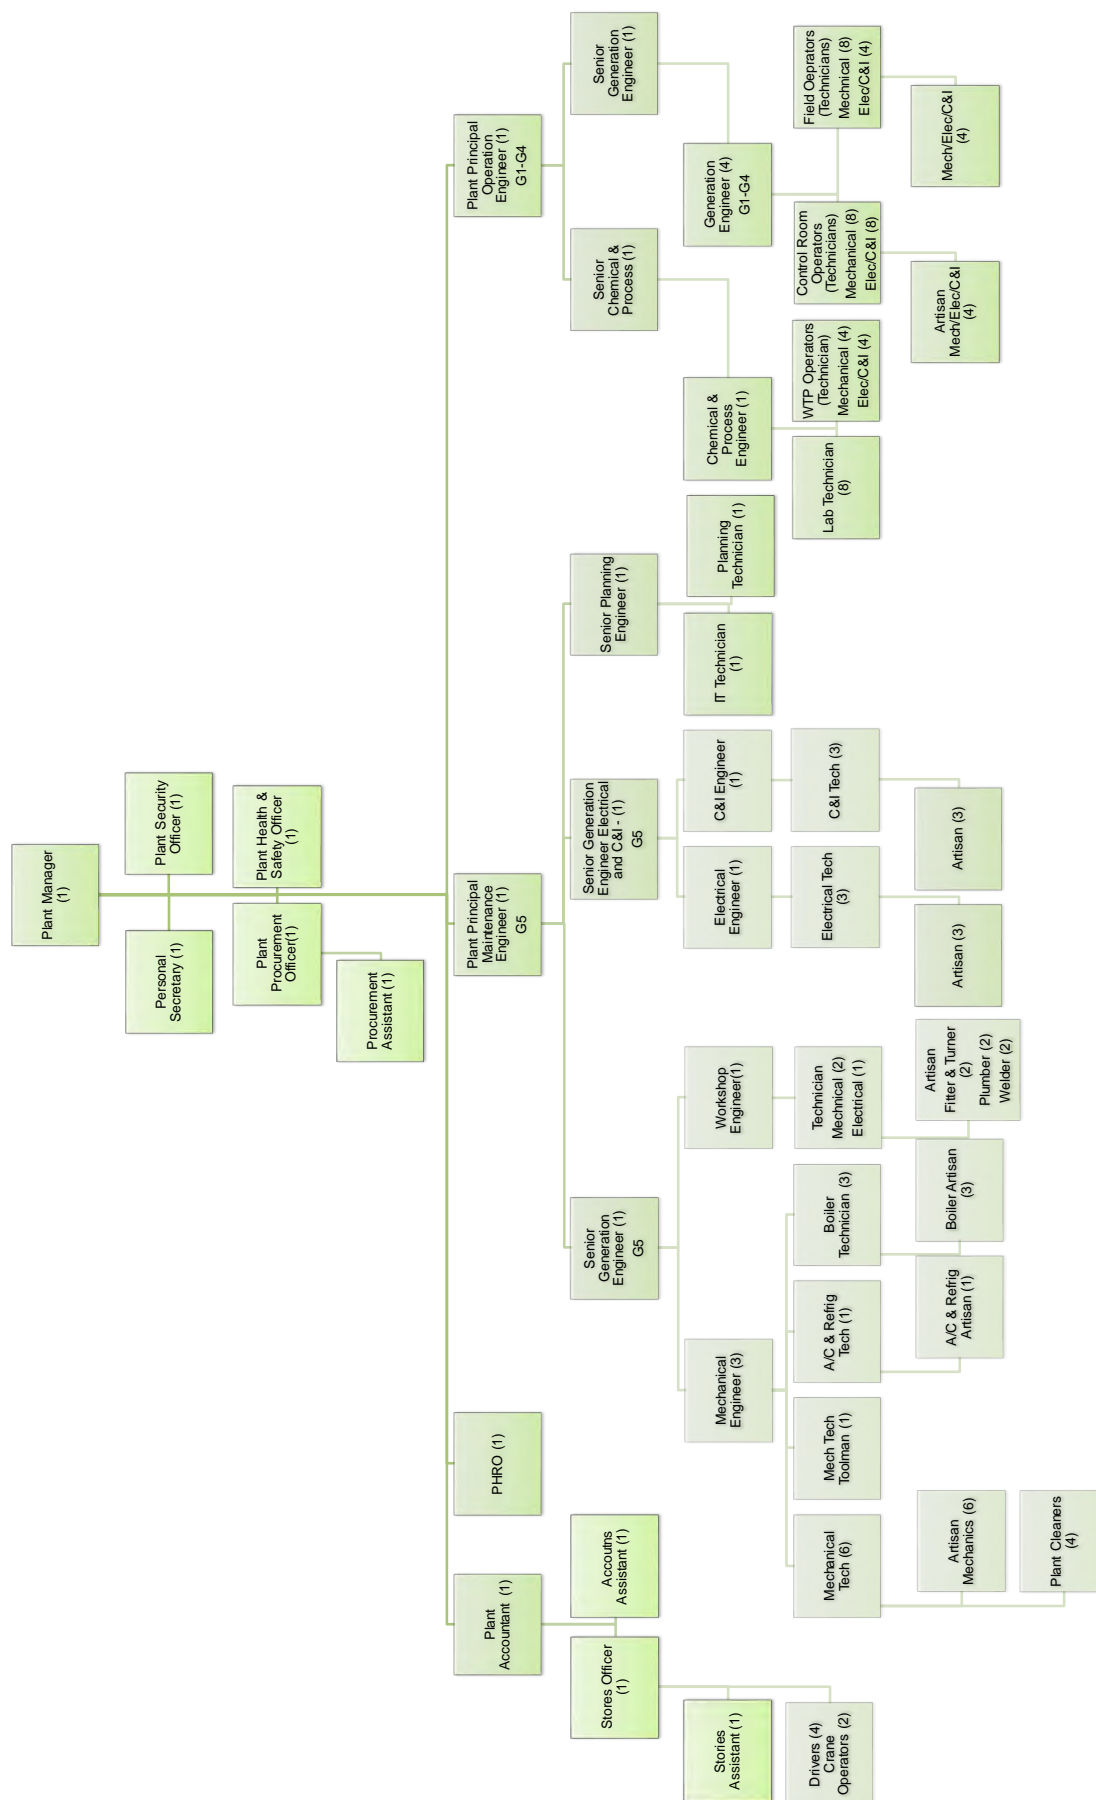 Plant Manager
(1)
Personal
Secretary (1)
Plant Security
Officer (1)
Plant
Procurement
Officer(1)
Plant Health &
Safety Officer
(1)
Procurement
Assistant (1)
Plant
Accountant (1)
PHRO (1)
Plant Principal
Maintenance
Engineer (1)
G5
Plant Principal
Operation
Engineer (1)
G1-G4
Stores Officer
(1)
Accoutns
Assistant (1)
Senior
Generation
Engineer (1)
G5
Senior Generation
Engineer Electrical
and C&I - (1)
G5
Senior Planning
Engineer (1)
Senior
Chemical &
Process (1)
Senior
Generation
Engineer (1)
Stories
Assistant (1)
Mechanical
Engineer (3)
Workshop
Engineer(1)
Electrical
Engineer (1)
C&I Engineer
(1)
IT Technician
(1)
Planning
Technician (1)
Chemical &
Process
Engineer (1)
Generation
Engineer (4)
G1-G4
Drivers (4)
Crane
Operators (2)
Mechanical
Tech (6)
Mech Tech
Toolman (1)
A/C & Refrig
Tech (1)
Boiler
Technician (3)
Technician
Mechnical (2)
Electrical (1)
Electrical Tech
(3)
C&I Tech (3)
Lab Technician
(8)
WTP Operators
(Technician)
Mechanical (4)
Elec/C&I (4)
Control Room
Operators
(Technicians)
Mechanical (8)
Elec/C&I (8)
Field Oeprators
(Technicians)
Mechnical (8)
Elec/C&I (4)
Artisan
Mechanics (6)
A/C & Refrig
Artisan (1)
Boiler Artisan
(3)
Artisan
Fitter & Turner
(2)
Plumber (2)
Welder (2)
Artisan (3)
Artisan (3)
Artisan
Mech/Elec/C&I
(4)
Mech/Elec/C&I
(4)
Plant Cleaners
(4)